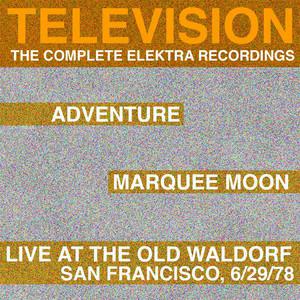 TELEVISION
THE COMPLETE ELEKTRA RECORDINGS
ADVENTURE
MARQUEE MOON
LIVE AT THE OLD WALDORF
SAN FRANCISCO, 6/29/78